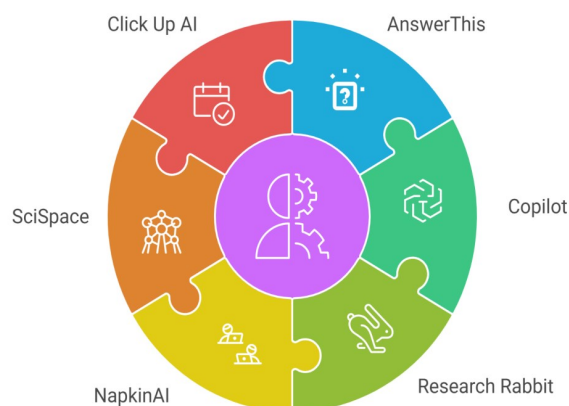 Click Up AI
AnswerThis
SciSpace
Copilot
NapkinAI
Research Rabbit